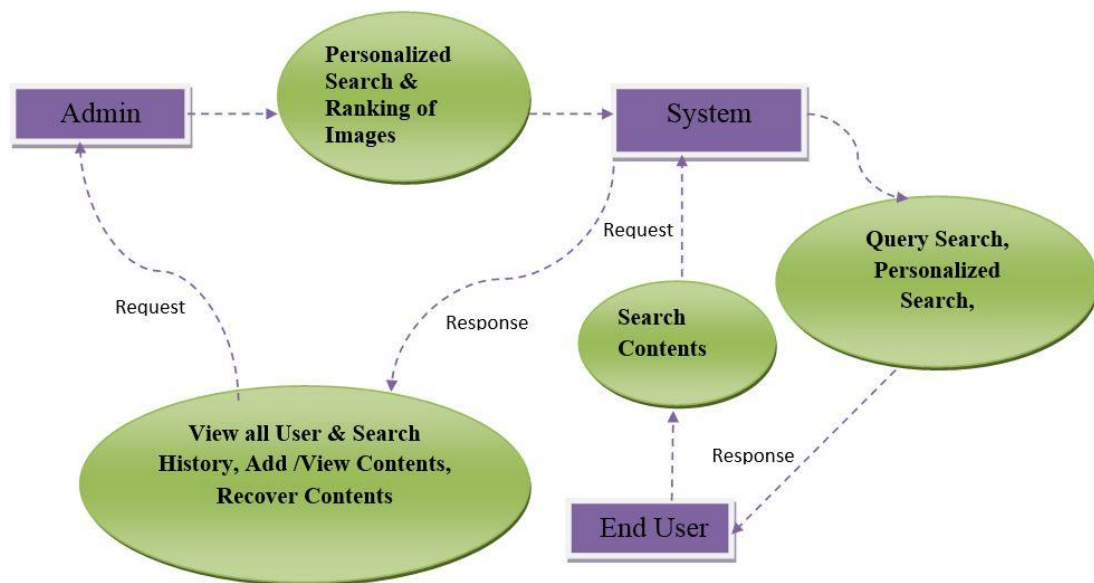 Personalized
Search &
Ranking of
Images
Admin
System
Request
Query Search,
Personalized
Search,
Request
Response
Search
Contents
View all User & Search
History, Add /View Contents,
Recover Contents
Response
End User